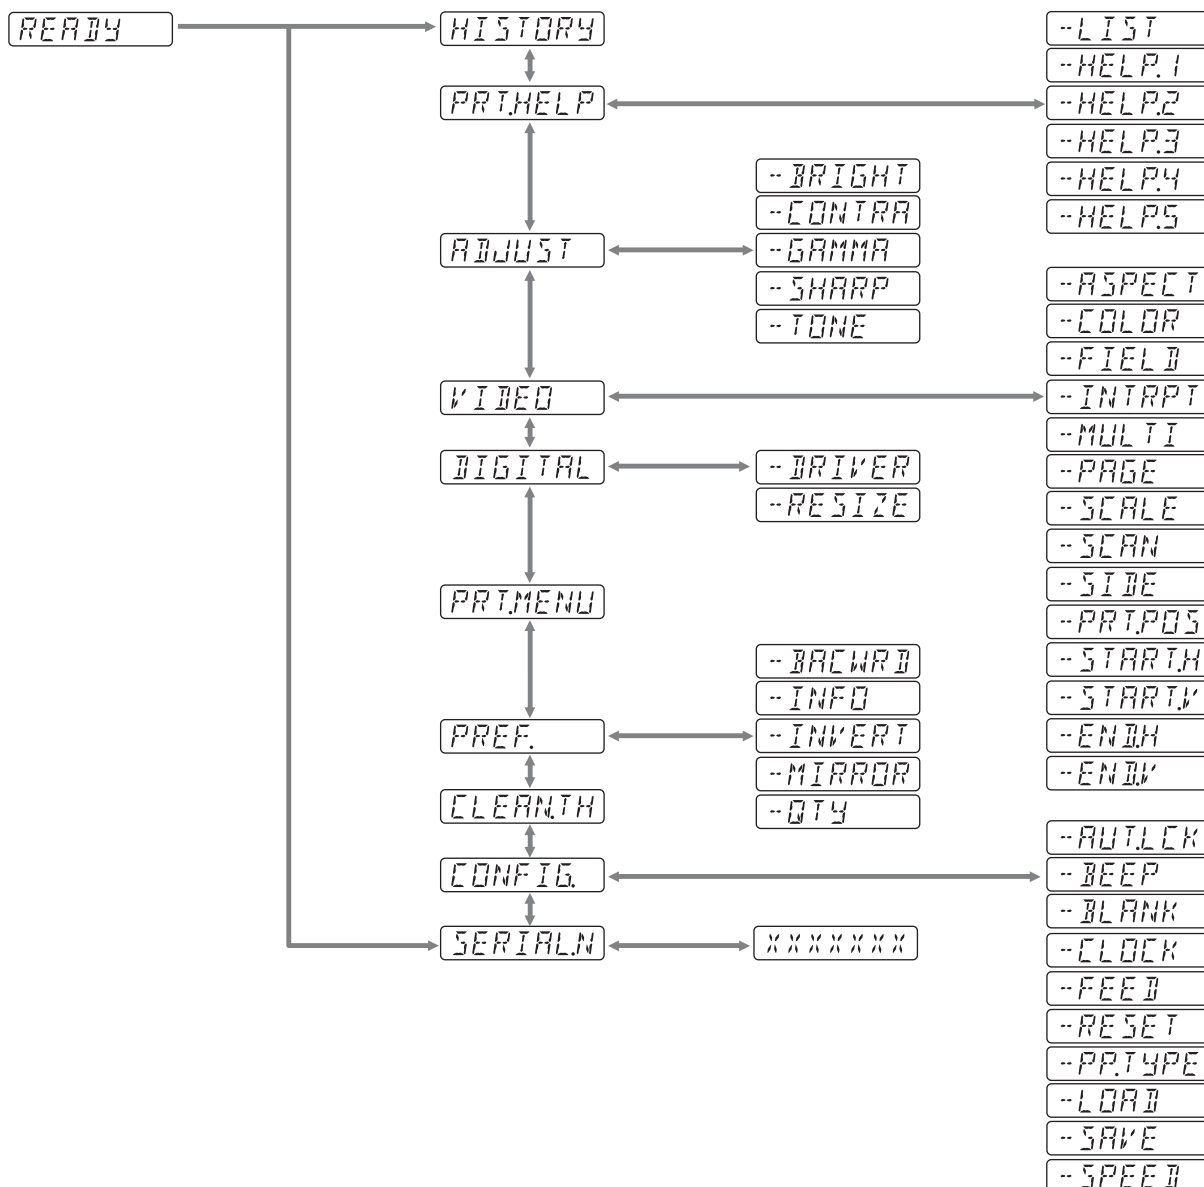 READY
HISTORY
PRT.HELP
ADJUST
VIDEO
DIGITAL
PRT.MENU
PREF.
CLEAN.TH
CONFIG.
SERIAL.N
-BRIGHT
-CONTRA
-GAMMA
-SHARP
-TONE
-DRIVER
-RESIZE
-BACWRD
-INFO
-INVERT
-MIRROR
-QTY
XXXXXXX
-LIST
-HELP.1
-HELP.2
-HELP.3
-HELP.4
-HELP.5
-ASPECT
-COLOR
-FIELD
-INTRPT
-MULTI
-PAGE
-SCALE
-SCAN
-SIDE
-PRT.POS
-START.H
-START.V
-END.H
-END.V
-AUT.LCK
-BEEP
-BLANK
-CLOCK
-FEED
-RESET
-PP.TYPE
-LOAD
-SAVE
-SPEED